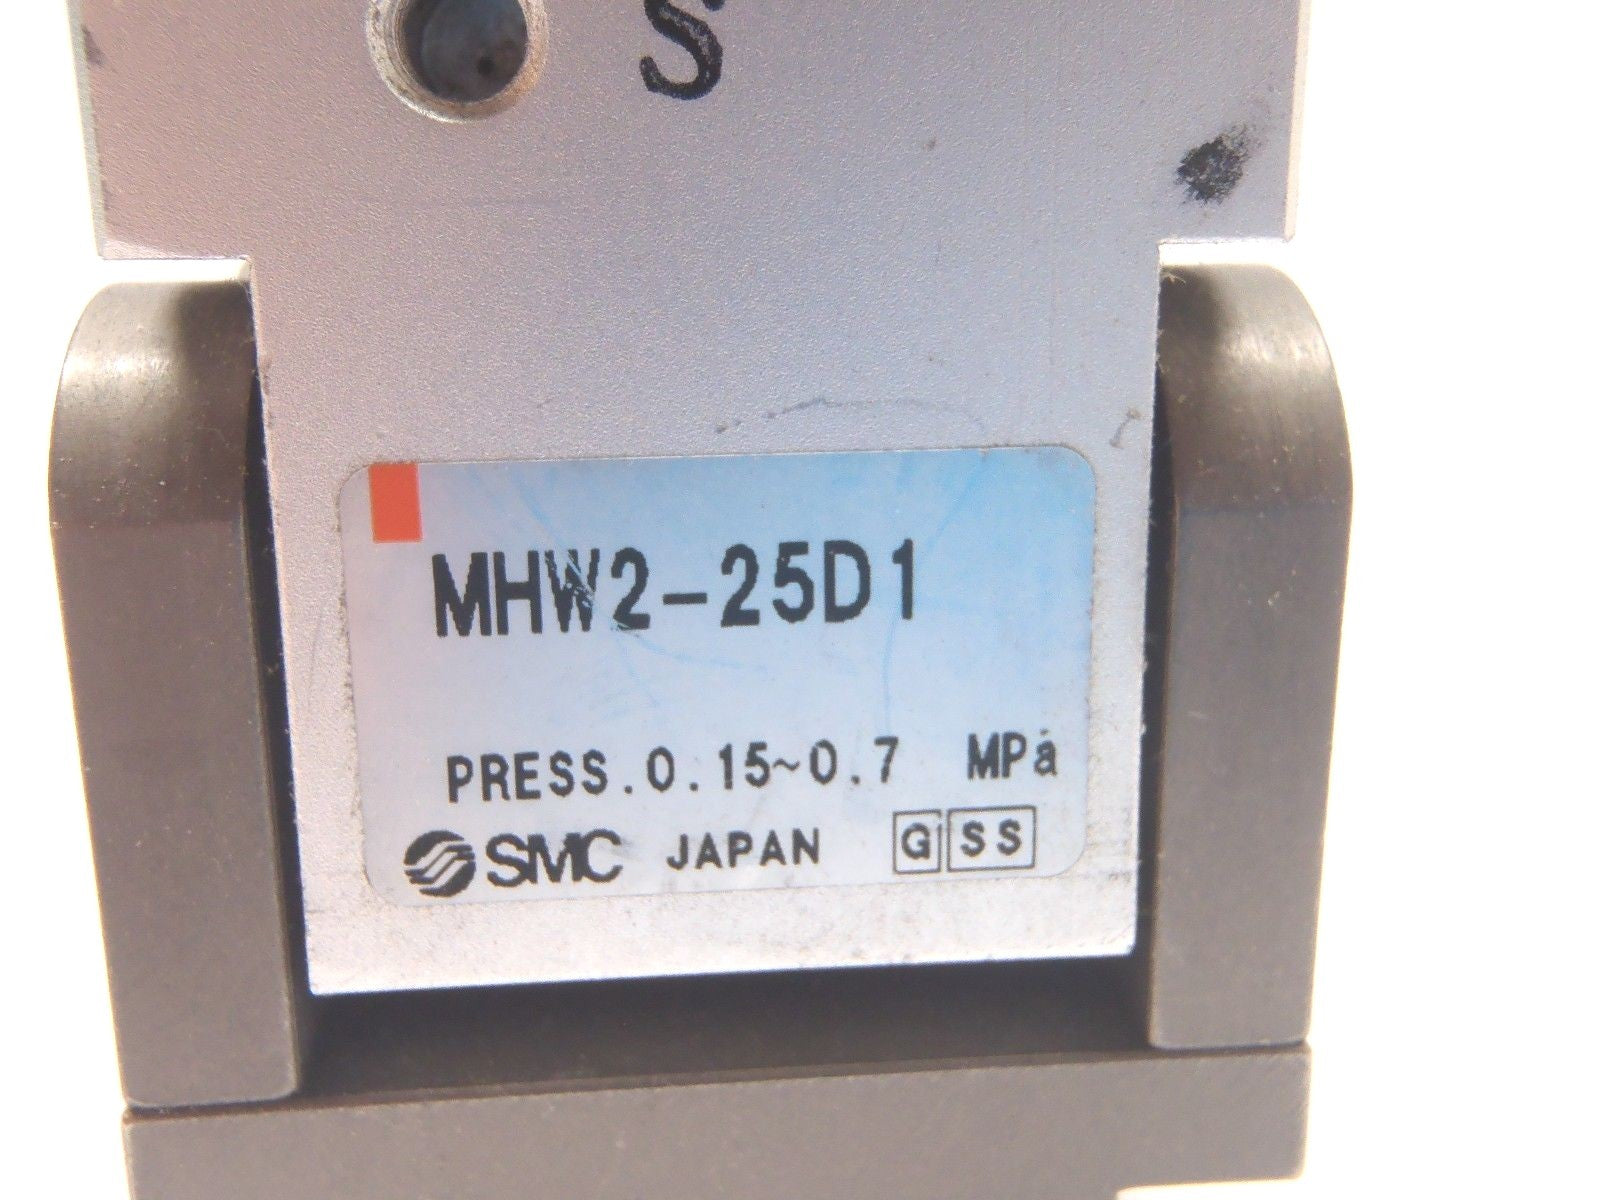 S
MHW2-25D1
PRESS.0.15~0.7 MPa
SMC JAPAN G SS